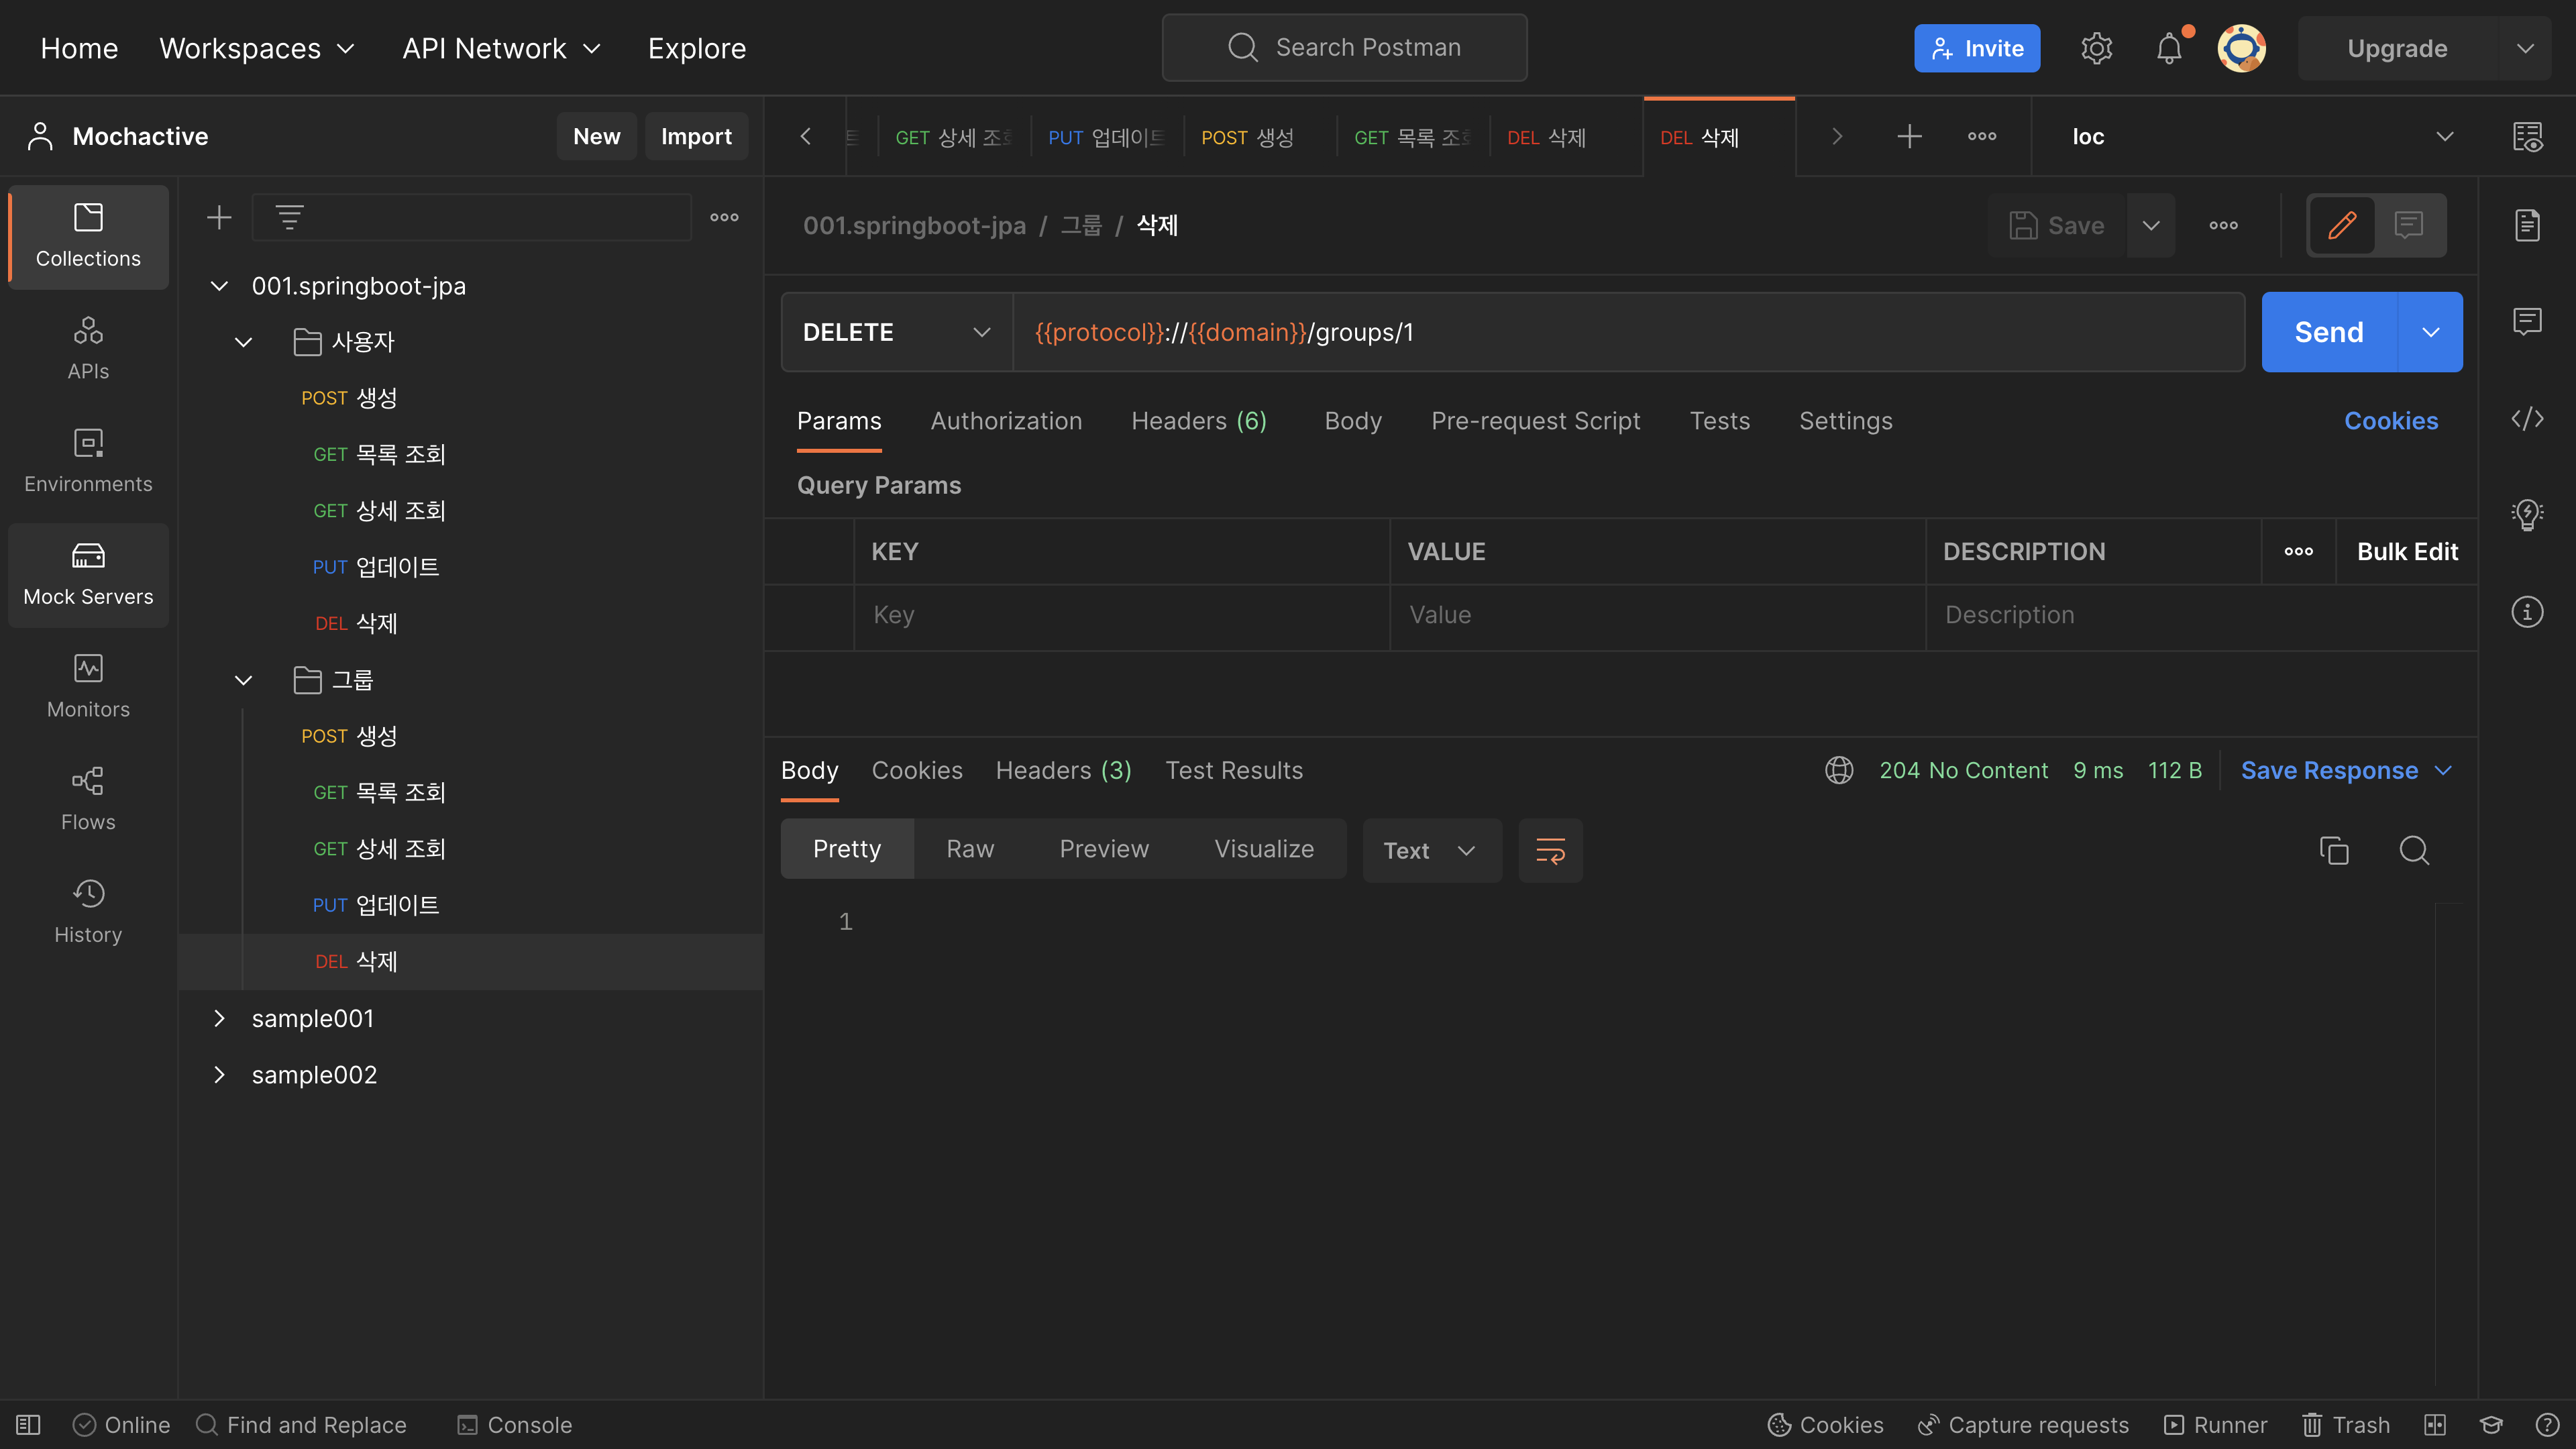 Home Workspaces API Network Explore Search Postman Invite Upgrade
Mochactive New Import
GET 상세 조회 PUT 업데이트 POST 생성 GET 목록 조회 DEL 삭제 DEL 삭제 loc
Collections
APIs
Environments
Mock Servers
Monitors
Flows
History
001.springboot-jpa
사용자
POST 생성
GET 목록 조회
GET 상세 조회
PUT 업데이트
DEL 삭제
그룹
POST 생성
GET 목록 조회
GET 상세 조회
PUT 업데이트
DEL 삭제
sample001
sample002
001.springboot-jpa / 그룹 / 삭제 Save
DELETE {{protocol}}://{{domain}}/groups/1 Send
Params Authorization Headers (6) Body Pre-request Script Tests Settings Cookies
Query Params
KEY VALUE DESCRIPTION Bulk Edit
Key Value Description
Body Cookies Headers (3) Test Results 204 No Content 9 ms 112 B Save Response
Pretty Raw Preview Visualize Text
1
Online Find and Replace Console Cookies Capture requests Runner Trash